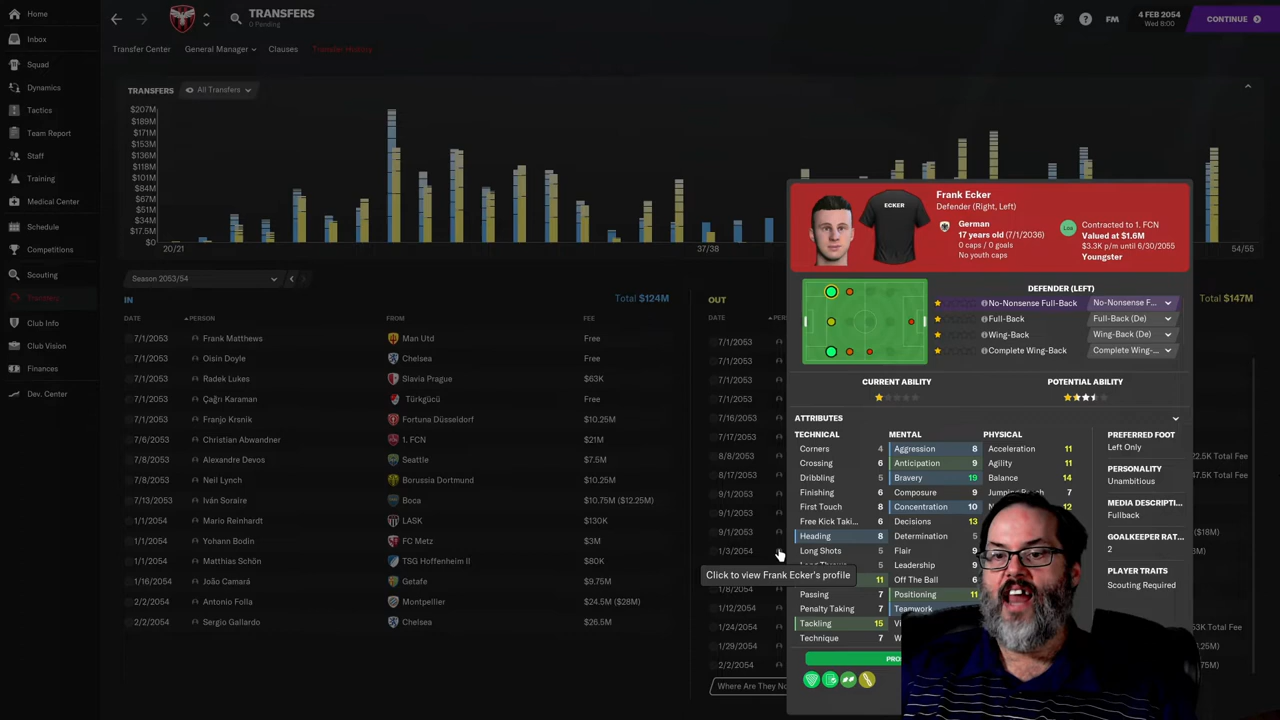 Home
Inbox
Squad
Dynamics
Tactics
Team Report
Staff
Training
Medical Center
Schedule
Competitions
Scouting
Transfers
Club Info
Club Vision
Finances
Dev. Center
TRANSFERS
0 Pending
FM
4 FEB 2054
Wed 8:00
CONTINUE
Transfer Center
General Manager
Clauses
Transfer History
TRANSFERS
All Transfers
$207M
$189M
$171M
$153M
$136M
$118M
$101M
$84M
$67M
$51M
$34M
$17.5M
$0
20/21
37/38
54/55
Season 2053/54
IN
Total $124M
DATE
PERSON
FROM
FEE
7/1/2053 Frank Matthews Man Utd Free
7/1/2053 Oisín Doyle Chelsea Free
7/1/2053 Radek Lukes Slavia Prague $63K
7/1/2053 Çağrı Karaman Türkgücü Free
7/1/2053 Franjo Krsnik Fortuna Düsseldorf $10.25M
7/6/2053 Christian Abwandner 1. FCN $21M
7/8/2053 Alexandre Devos Seattle $7.5M
7/8/2053 Neil Lynch Borussia Dortmund $10.25M
7/13/2053 Iván Soraire Boca $10.75M ($12.25M)
1/1/2054 Mario Reinhardt LASK $130K
1/1/2054 Yohann Bodin FC Metz $3M
1/1/2054 Matthias Schön TSG Hoffenheim II $80K
1/16/2054 João Camará Getafe $9.75M
2/2/2054 Antonio Folla Montpellier $24.5M ($28M)
2/2/2054 Sergio Gallardo Chelsea $26.5M
OUT
Total $147M
DATE
7/1/2053
7/1/2053
7/1/2053
7/1/2053
7/16/2053
7/17/2053
8/8/2053
8/17/2053
9/1/2053
9/1/2053
9/1/2053
1/3/2054
1/8/2054
1/12/2054
1/24/2054
1/29/2054
2/2/2054
Where Are They No
Click to view Frank Ecker's profile
Frank Ecker
Defender (Right, Left)
ECKER
German
17 years old (7/1/2036)
0 caps / 0 goals
No youth caps
Loa
Contracted to 1. FCN
Valued at $1.6M
$3.3K p/m until 6/30/2055
Youngster
DEFENDER (LEFT)
No-Nonsense Full-Back No-Nonsense F...
Full-Back Full-Back (De)
Wing-Back Wing-Back (De)
Complete Wing-Back Complete Wing-...
CURRENT ABILITY
POTENTIAL ABILITY
ATTRIBUTES
TECHNICAL
Corners 4
Crossing 6
Dribbling 5
Finishing 6
First Touch 8
Free Kick Taki... 6
Heading 8
Long Shots 5
11
Passing 7
Penalty Taking 7
Tackling 15
Technique 7
MENTAL
Aggression 8
Anticipation 9
Bravery 19
Composure 9
Concentration 10
Decisions 13
Determination 5
Flair 9
Leadership 9
Off The Ball 6
Positioning 11
Teamwork
PHYSICAL
Acceleration 11
Agility 11
Balance 14
7
12
PREFERRED FOOT
Left Only
PERSONALITY
Unambitious
MEDIA DESCRIPTI...
Fullback
GOALKEEPER RAT...
2
PLAYER TRAITS
Scouting Required